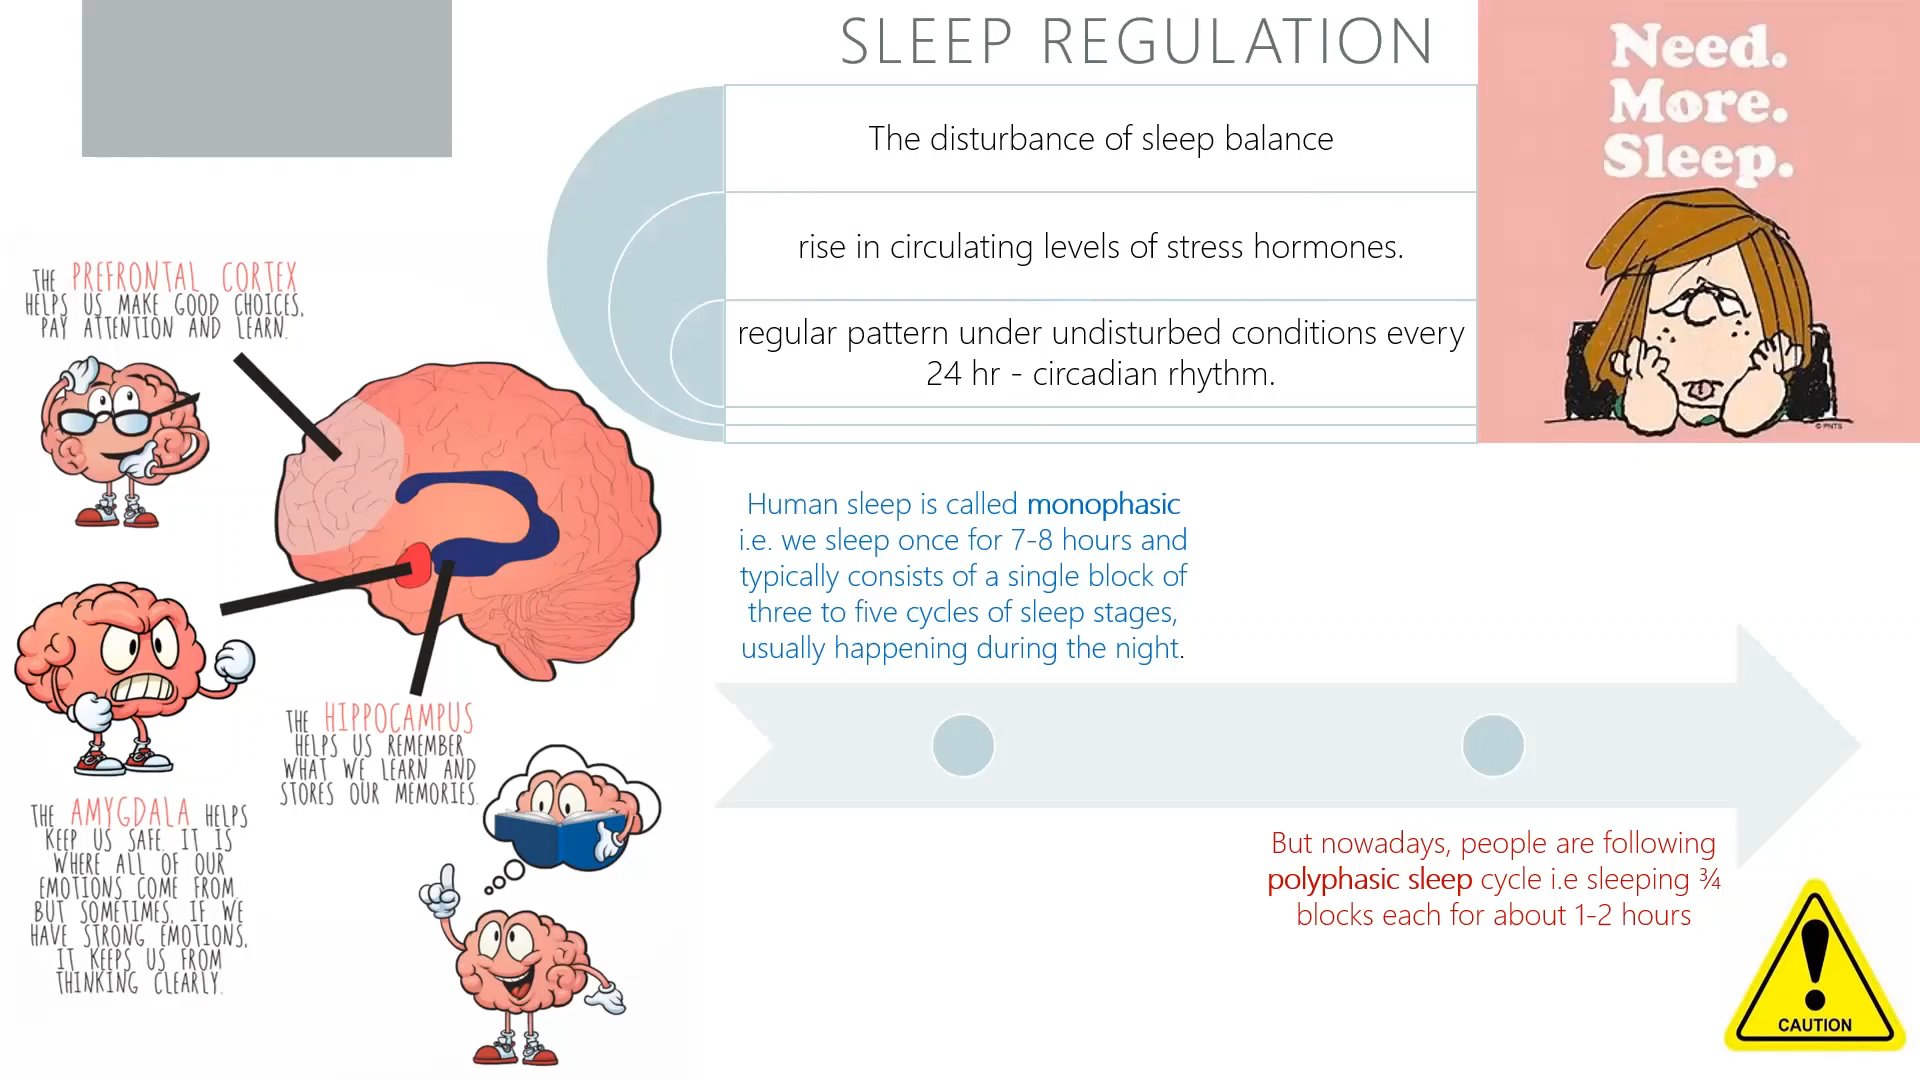 SLEEP REGULATION
The disturbance of sleep balance
rise in circulating levels of stress hormones.
regular pattern under undisturbed conditions every
24 hr - circadian rhythm.
Need.
More.
Sleep.
© PNTS
THE PREFRONTAL CORTEX
HELPS US MAKE GOOD CHOICES,
PAY ATTENTION AND LEARN.
THE HIPPOCAMPUS
HELPS US REMEMBER
WHAT WE LEARN AND
STORES OUR MEMORIES.
THE AMYGDALA HELPS
KEEP US SAFE. IT IS
WHERE ALL OF OUR
EMOTIONS COME FROM.
BUT SOMETIMES, IF WE
HAVE STRONG EMOTIONS,
IT KEEPS US FROM
THINKING CLEARLY.
Human sleep is called monophasic
i.e. we sleep once for 7-8 hours and
typically consists of a single block of
three to five cycles of sleep stages,
usually happening during the night.
But nowadays, people are following
polyphasic sleep cycle i.e sleeping ¾
blocks each for about 1-2 hours
CAUTION